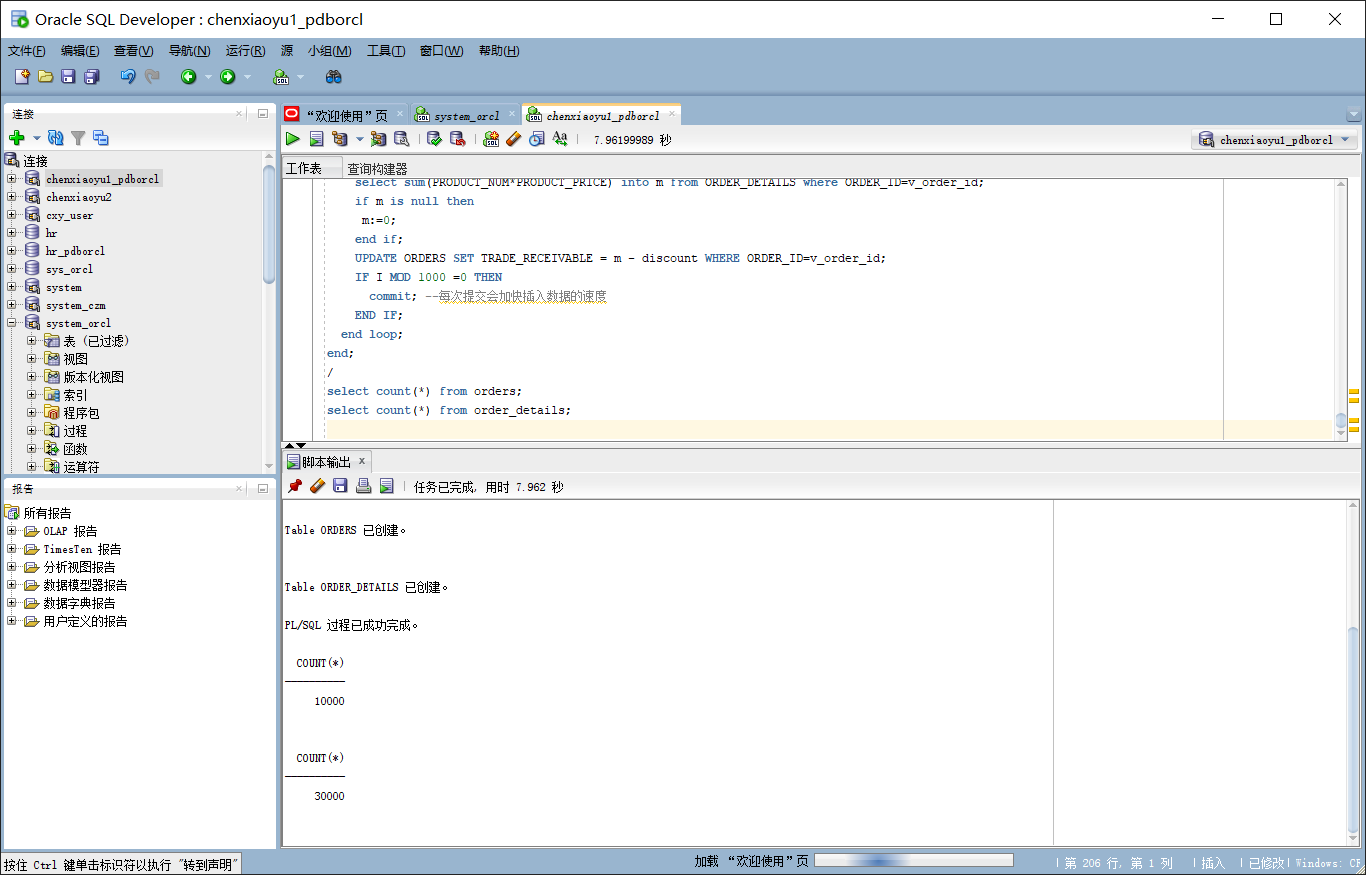 Oracle SQL Developer : chenxiaoyu1_pdborcl
文件(F) 编辑(E) 查看(V) 导航(N) 运行(R) 源 小组(M) 工具(T) 窗口(W) 帮助(H)
连接
连接
chenxiaoyu1_pdborcl
chenxiaoyu2
cxy_user
hr
hr_pdborcl
sys_orcl
system
system_czm
system_orcl
表 (已过滤)
视图
版本化视图
索引
程序包
过程
函数
运算符
报告
所有报告
OLAP 报告
TimesTen 报告
分析视图报告
数据模型器报告
数据字典报告
用户定义的报告
“欢迎使用”页 system_orcl chenxiaoyu1_pdborcl
7.96199989 秒 chenxiaoyu1_pdborcl
工作表 查询构建器
select sum(PRODUCT_NUM*PRODUCT_PRICE) into m from ORDER_DETAILS where ORDER_ID=v_order_id;
if m is null then
m:=0;
end if;
UPDATE ORDERS SET TRADE_RECEIVABLE = m - discount WHERE ORDER_ID=v_order_id;
IF I MOD 1000 =0 THEN
commit; --每次提交会加快插入数据的速度
END IF;
end loop;
end;
/
select count(*) from orders;
select count(*) from order_details;
脚本输出 x
任务已完成, 用时 7.962 秒
Table ORDERS 已创建。
Table ORDER_DETAILS 已创建。
PL/SQL 过程已成功完成。
COUNT(*)
----------
10000
COUNT(*)
----------
30000
按住 Ctrl 键单击标识符以执行 "转到声明" 加载 “欢迎使用”页 第 206 行, 第 1 列 插入 已修改 Windows: CR